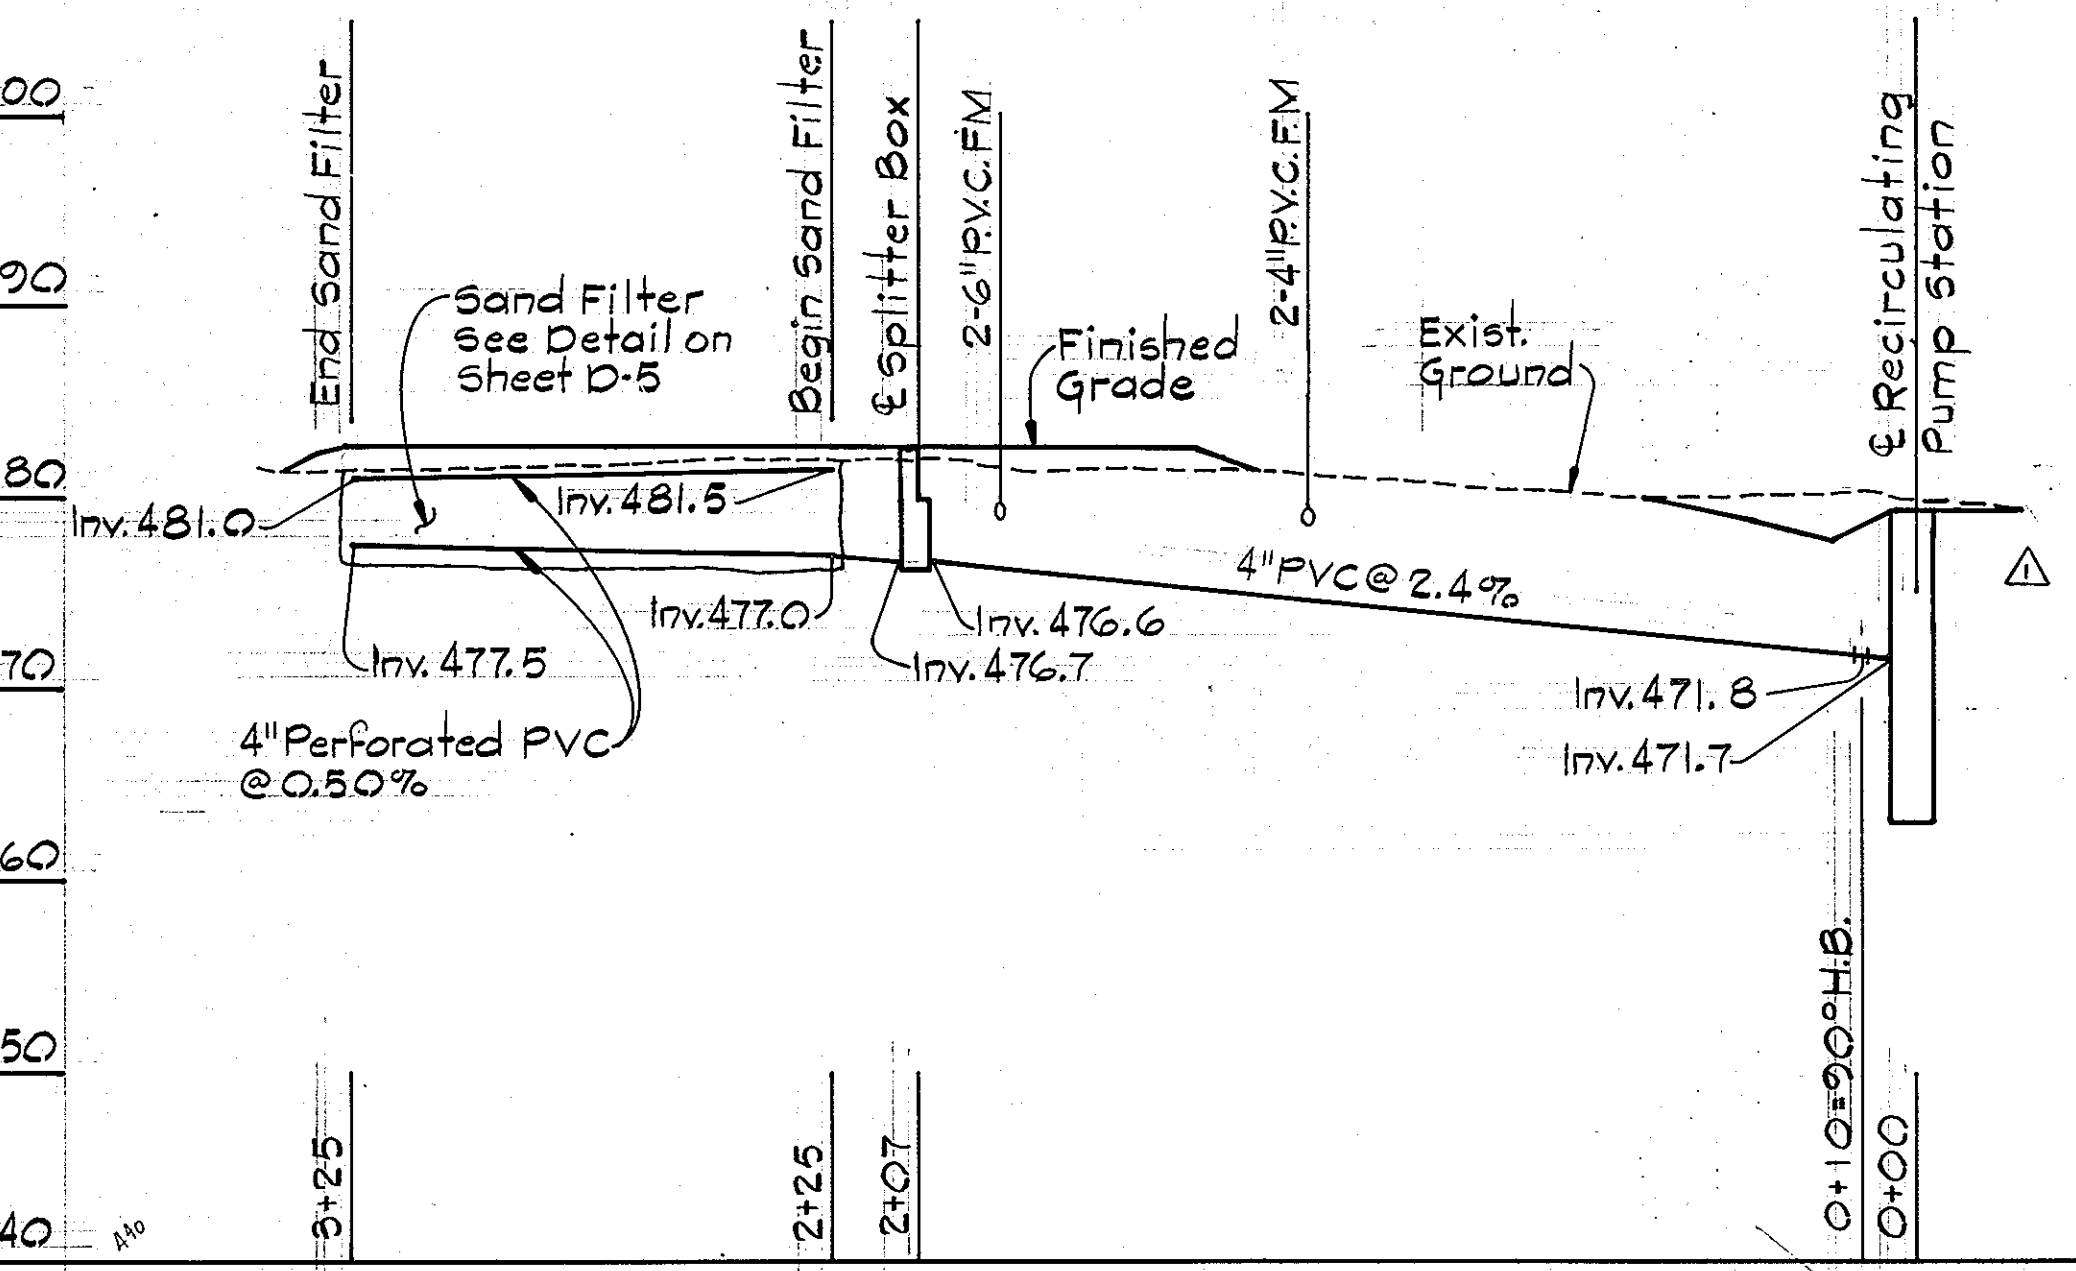 End Sand Filter
Begin Sand Filter
℄ Splitter Box
2-6" P.V.C. FM
2-4" P.V.C. F.M
℄ Recirculating
Pump Station
00
90
80
70
60
50
40
Sand Filter
See Detail on
Sheet D-5
Finished
Grade
Exist.
Ground
Inv. 481.0
Inv. 481.5
4" PVC @ 2.4%
1
Inv. 477.0
Inv. 476.6
Inv. 477.5
Inv. 476.7
Inv. 471.8
Inv. 471.7
4" Perforated PVC
@ 0.50%
3+25
2+25
2+07
0+10=90° H.B.
0+00